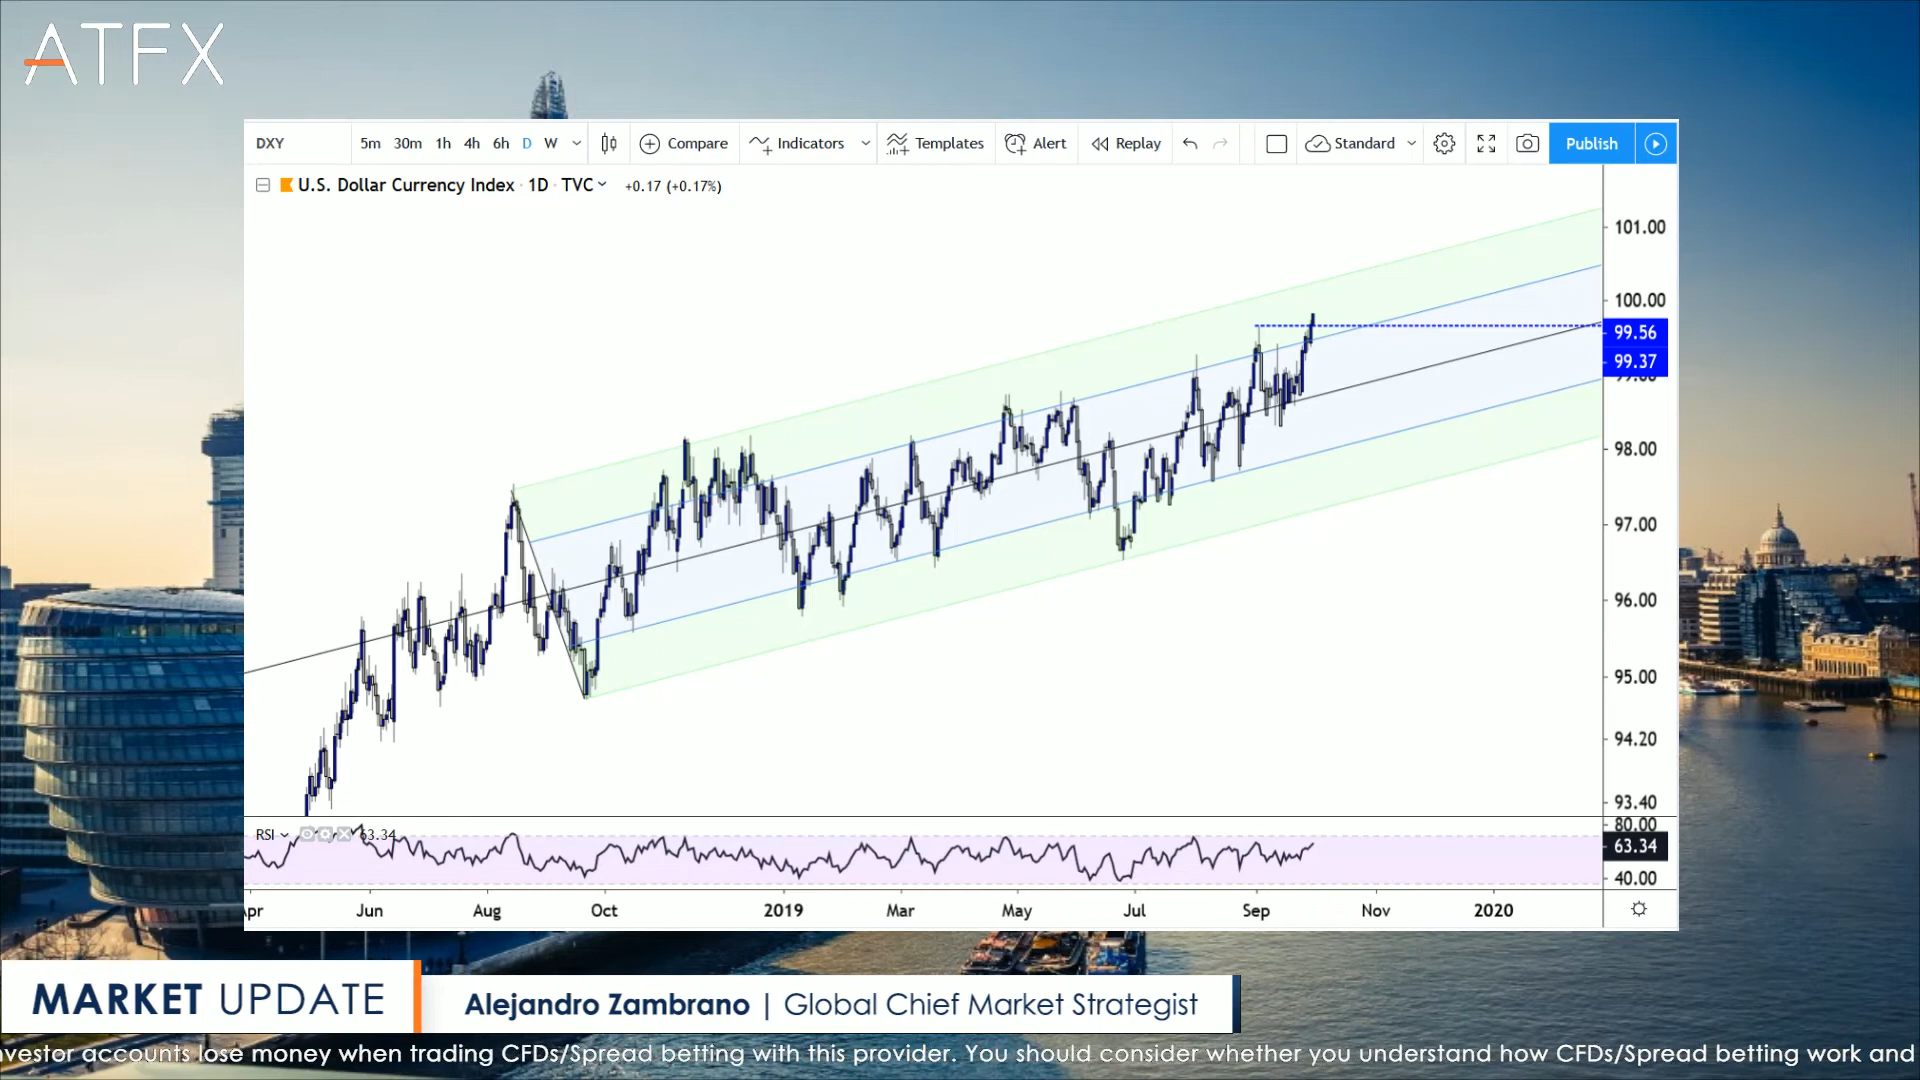 ATFX
DXY 5m 30m 1h 4h 6h D W Compare Indicators Templates Alert Replay Standard Publish
U.S. Dollar Currency Index · 1D · TVC +0.17 (+0.17%)
101.00
100.00
99.56
99.37
98.00
97.00
96.00
95.00
94.20
93.40
80.00
RSI 63.34
63.34
40.00
Jun Aug Oct 2019 Mar May Jul Sep Nov 2020
MARKET UPDATE
Alejandro Zambrano | Global Chief Market Strategist
nvestor accounts lose money when trading CFDs/Spread betting with this provider. You should consider whether you understand how CFDs/Spread betting work and